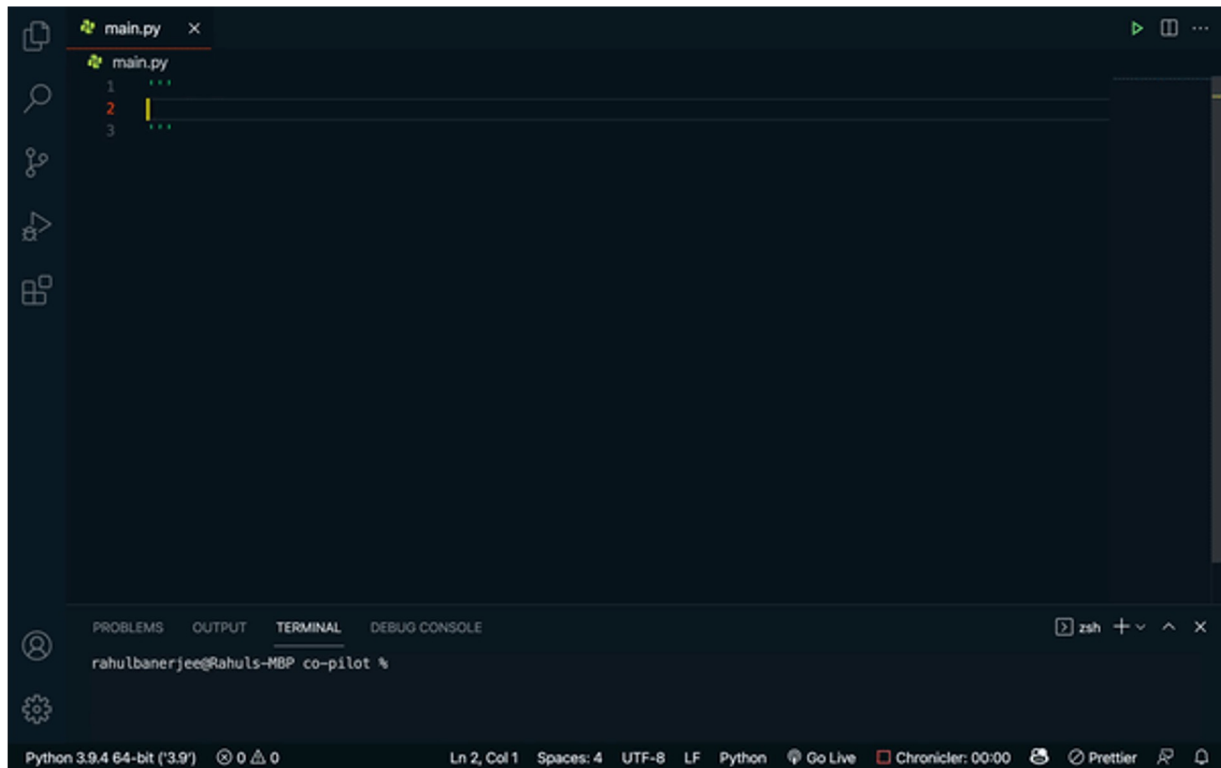 main.py
main.py
1 '''
2
3 '''
PROBLEMS OUTPUT TERMINAL DEBUG CONSOLE zsh
rahulbanerjee@Rahuls-MBP co-pilot %
Python 3.9.4 64-bit ('3.9') 0 0 Ln 2, Col 1 Spaces: 4 UTF-8 LF Python Go Live Chronicler: 00:00 Prettier